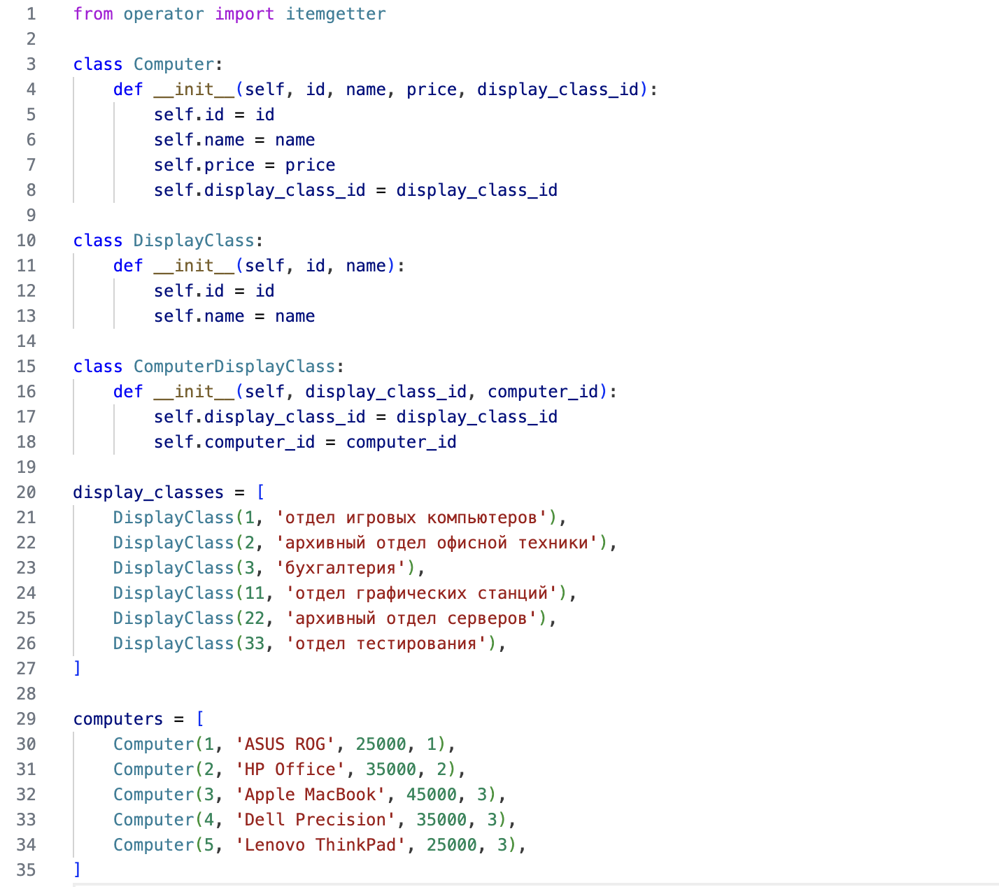 1 from operator import itemgetter
2
3 class Computer:
4     def __init__(self, id, name, price, display_class_id):
5         self.id = id
6         self.name = name
7         self.price = price
8         self.display_class_id = display_class_id
9
10 class DisplayClass:
11     def __init__(self, id, name):
12         self.id = id
13         self.name = name
14
15 class ComputerDisplayClass:
16     def __init__(self, display_class_id, computer_id):
17         self.display_class_id = display_class_id
18         self.computer_id = computer_id
19
20 display_classes = [
21     DisplayClass(1, 'отдел игровых компьютеров'),
22     DisplayClass(2, 'архивный отдел офисной техники'),
23     DisplayClass(3, 'бухгалтерия'),
24     DisplayClass(11, 'отдел графических станций'),
25     DisplayClass(22, 'архивный отдел серверов'),
26     DisplayClass(33, 'отдел тестирования'),
27 ]
28
29 computers = [
30     Computer(1, 'ASUS ROG', 25000, 1),
31     Computer(2, 'HP Office', 35000, 2),
32     Computer(3, 'Apple MacBook', 45000, 3),
33     Computer(4, 'Dell Precision', 35000, 3),
34     Computer(5, 'Lenovo ThinkPad', 25000, 3),
35 ]